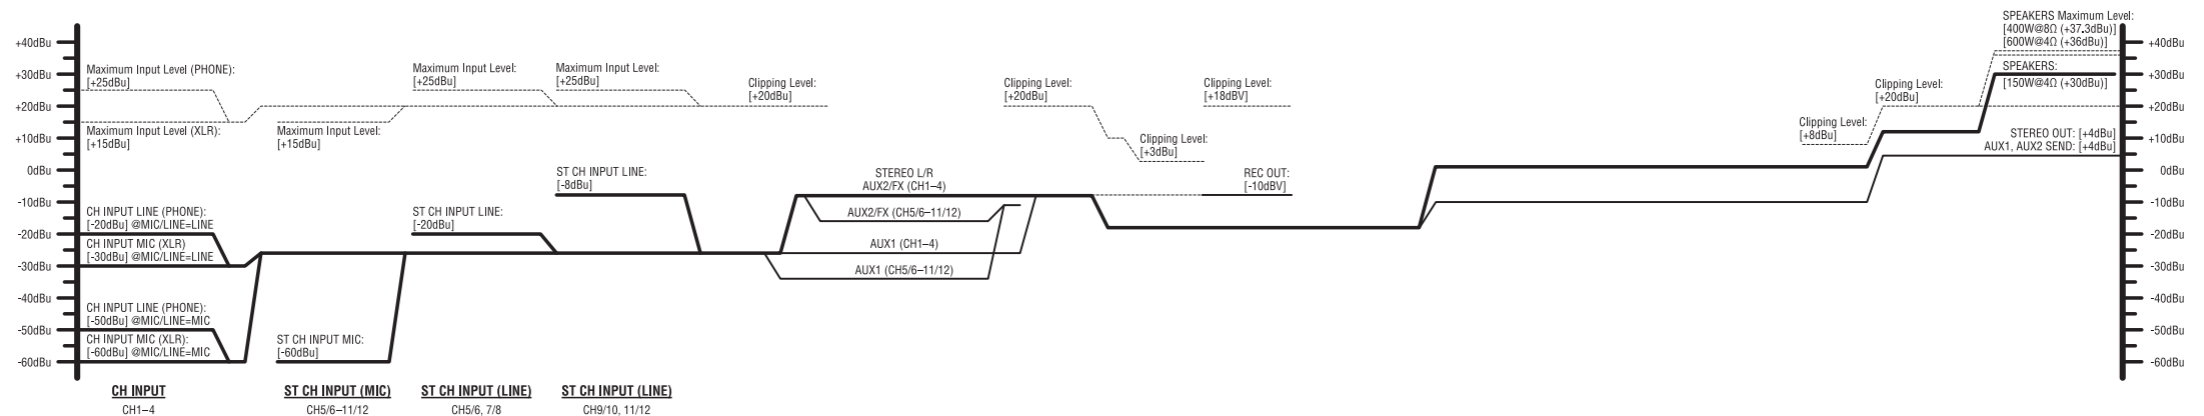 SPEAKERS Maximum Level:
[400W@8Ω (+37.3dBu)]
[600W@4Ω (+36dBu)]
SPEAKERS:
[150W@4Ω (+30dBu)]
+40dBu
+30dBu
+20dBu
+10dBu
0dBu
-10dBu
-20dBu
-30dBu
-40dBu
-50dBu
-60dBu
Maximum Input Level (PHONE):
[+25dBu]
Maximum Input Level (XLR):
[+15dBu]
Maximum Input Level:
[+15dBu]
Maximum Input Level:
[+25dBu]
Maximum Input Level:
[+25dBu]
Clipping Level:
[+20dBu]
Clipping Level:
[+20dBu]
Clipping Level:
[+3dBu]
Clipping Level:
[+18dBV]
Clipping Level:
[+8dBu]
Clipping Level:
[+20dBu]
STEREO OUT: [+4dBu]
AUX1, AUX2 SEND: [+4dBu]
ST CH INPUT LINE:
[-8dBu]
STEREO L/R
AUX2/FX (CH1–4)
REC OUT:
[-10dBV]
CH INPUT LINE (PHONE):
[-20dBu] @MIC/LINE=LINE
CH INPUT MIC (XLR)
[-30dBu] @MIC/LINE=LINE
ST CH INPUT LINE:
[-20dBu]
AUX2/FX (CH5/6–11/12)
AUX1 (CH1–4)
AUX1 (CH5/6–11/12)
CH INPUT LINE (PHONE):
[-50dBu] @MIC/LINE=MIC
CH INPUT MIC (XLR):
[-60dBu] @MIC/LINE=MIC
ST CH INPUT MIC:
[-60dBu]
CH INPUT
CH1–4
ST CH INPUT (MIC)
CH5/6–11/12
ST CH INPUT (LINE)
CH5/6, 7/8
ST CH INPUT (LINE)
CH9/10, 11/12
+40dBu
+30dBu
+20dBu
+10dBu
0dBu
-10dBu
-20dBu
-30dBu
-40dBu
-50dBu
-60dBu